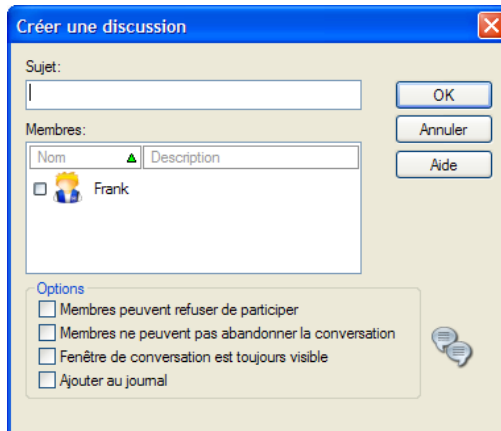 Créer une discussion
Sujet:
OK
Membres:
Annuler
Nom Description
Aide
Frank
Options
Membres peuvent refuser de participer
Membres ne peuvent pas abandonner la conversation
Fenêtre de conversation est toujours visible
Ajouter au journal